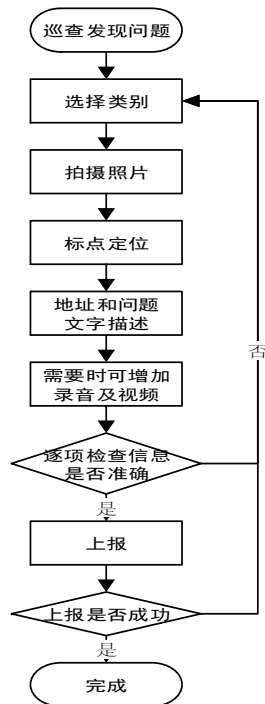 巡查发现问题
选择类别
拍摄照片
标点定位
地址和问题
文字描述
需要时可增加
录音及视频
否
逐项检查信息
是否准确
是
上报
上报是否成功
是
完成